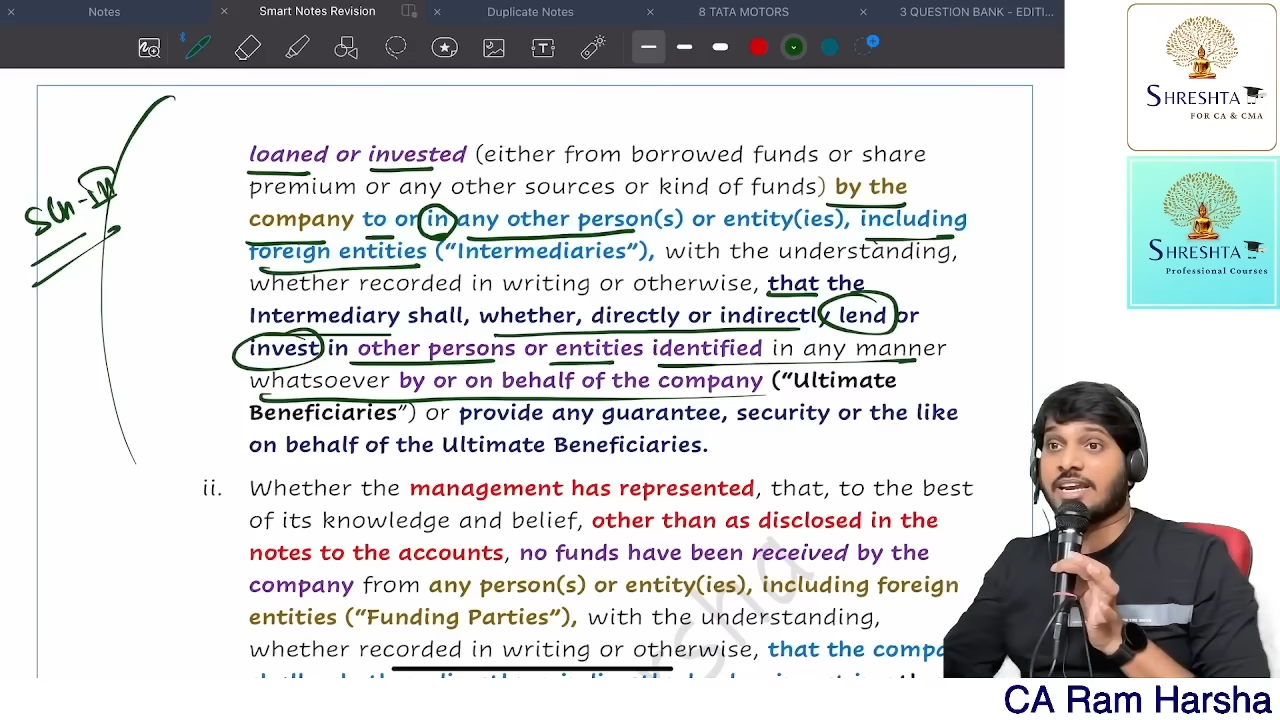 Notes
Smart Notes Revision
Duplicate Notes
8 TATA MOTORS
3 QUESTION BANK - EDITI...
SHRESHTA
FOR CA & CMA
SHRESHTA
Professional Courses
loaned or invested (either from borrowed funds or share
premium or any other sources or kind of funds) by the
company to or in any other person(s) or entity(ies), including
foreign entities (“Intermediaries”), with the understanding,
whether recorded in writing or otherwise, that the
Intermediary shall, whether, directly or indirectly lend or
invest in other persons or entities identified in any manner
whatsoever by or on behalf of the company (“Ultimate
Beneficiaries”) or provide any guarantee, security or the like
on behalf of the Ultimate Beneficiaries.
ii. Whether the management has represented, that, to the best
of its knowledge and belief, other than as disclosed in the
notes to the accounts, no funds have been received by the
company from any person(s) or entity(ies), including foreign
entities (“Funding Parties”), with the understanding,
whether recorded in writing or otherwise, that the compa
CA Ram Harsha